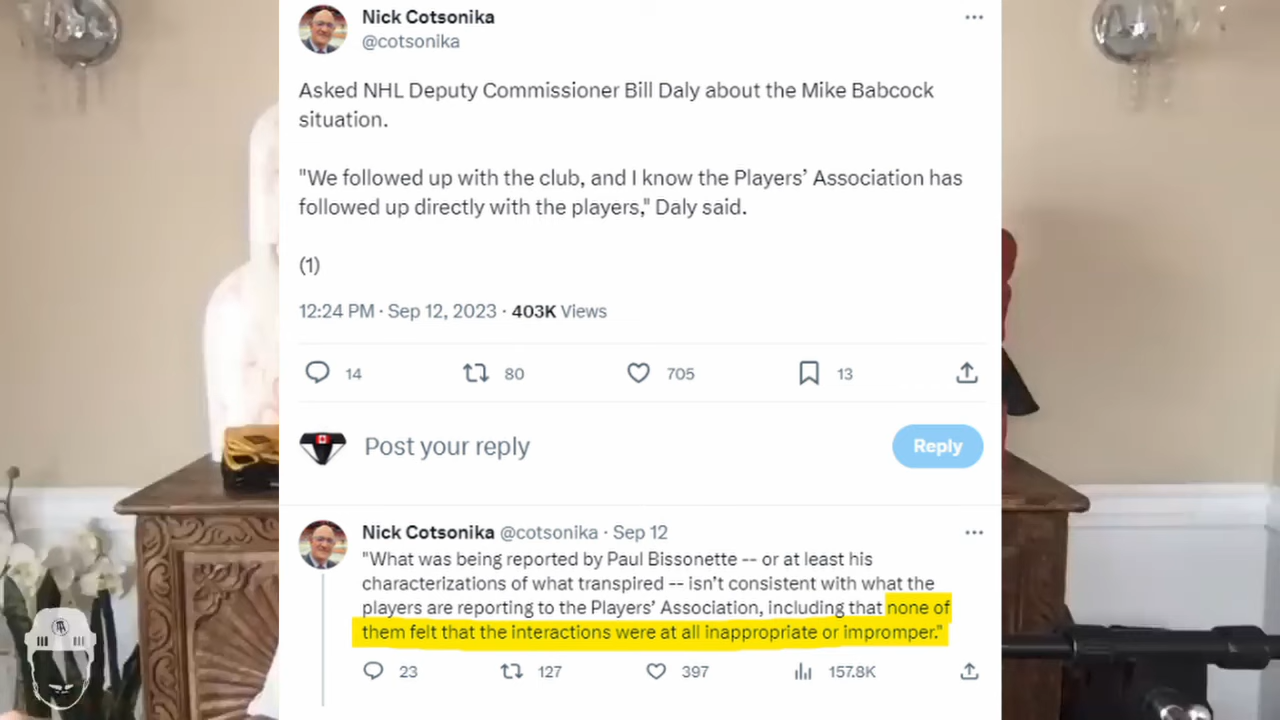 Nick Cotsonika
@cotsonika
Asked NHL Deputy Commissioner Bill Daly about the Mike Babcock
situation.
"We followed up with the club, and I know the Players’ Association has
followed up directly with the players," Daly said.
(1)
12:24 PM · Sep 12, 2023 · 403K Views
14 80 705 13
Post your reply Reply
Nick Cotsonika @cotsonika · Sep 12
"What was being reported by Paul Bissonette -- or at least his
characterizations of what transpired -- isn’t consistent with what the
players are reporting to the Players’ Association, including that none of
them felt that the interactions were at all inappropriate or impromper."
23 127 397 157.8K